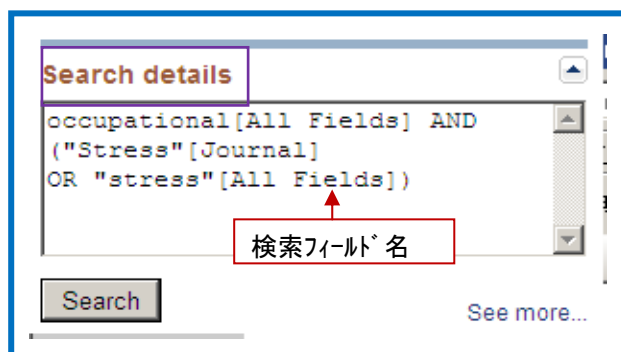 Search details
occupational[All Fields] AND
("Stress"[Journal]
OR "stress"[All Fields])
検索ﾌｨｰﾙﾄﾞ名
Search
See more...